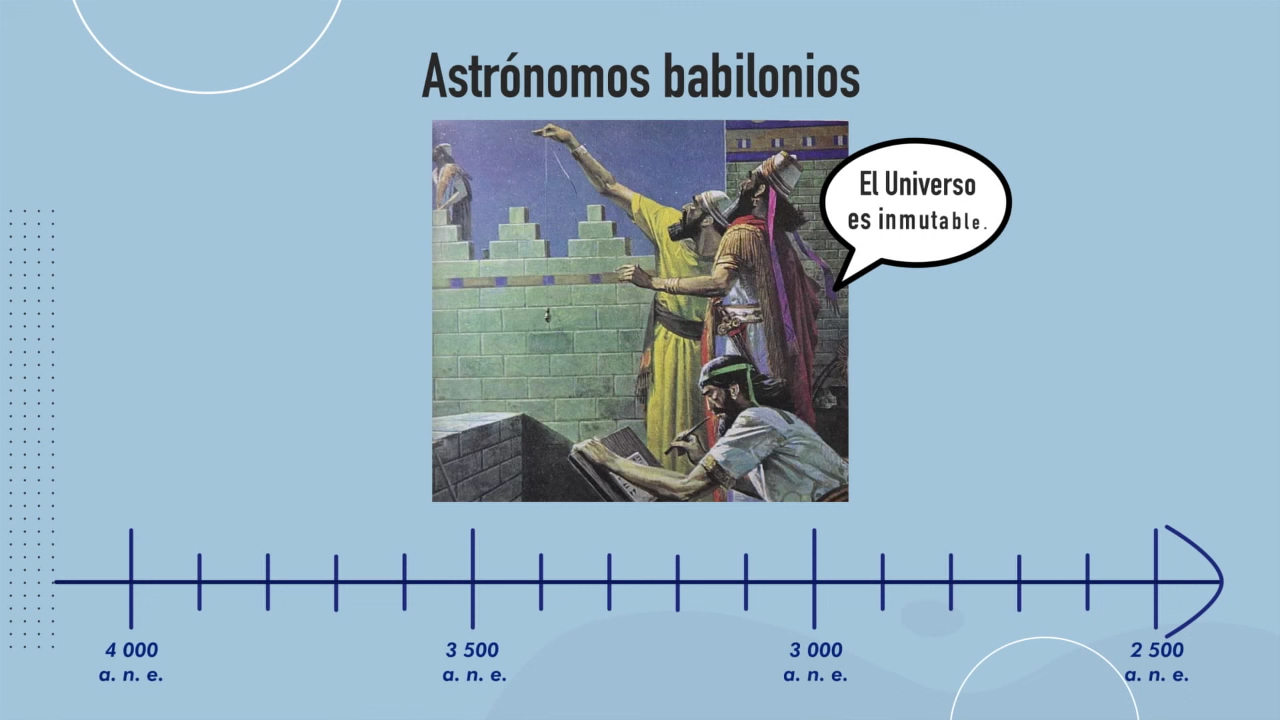 Astrónomos babilonios
El Universo
es inmutable.
4 000
a. n. e.
3 500
a. n. e.
3 000
a. n. e.
2 500
a. n. e.